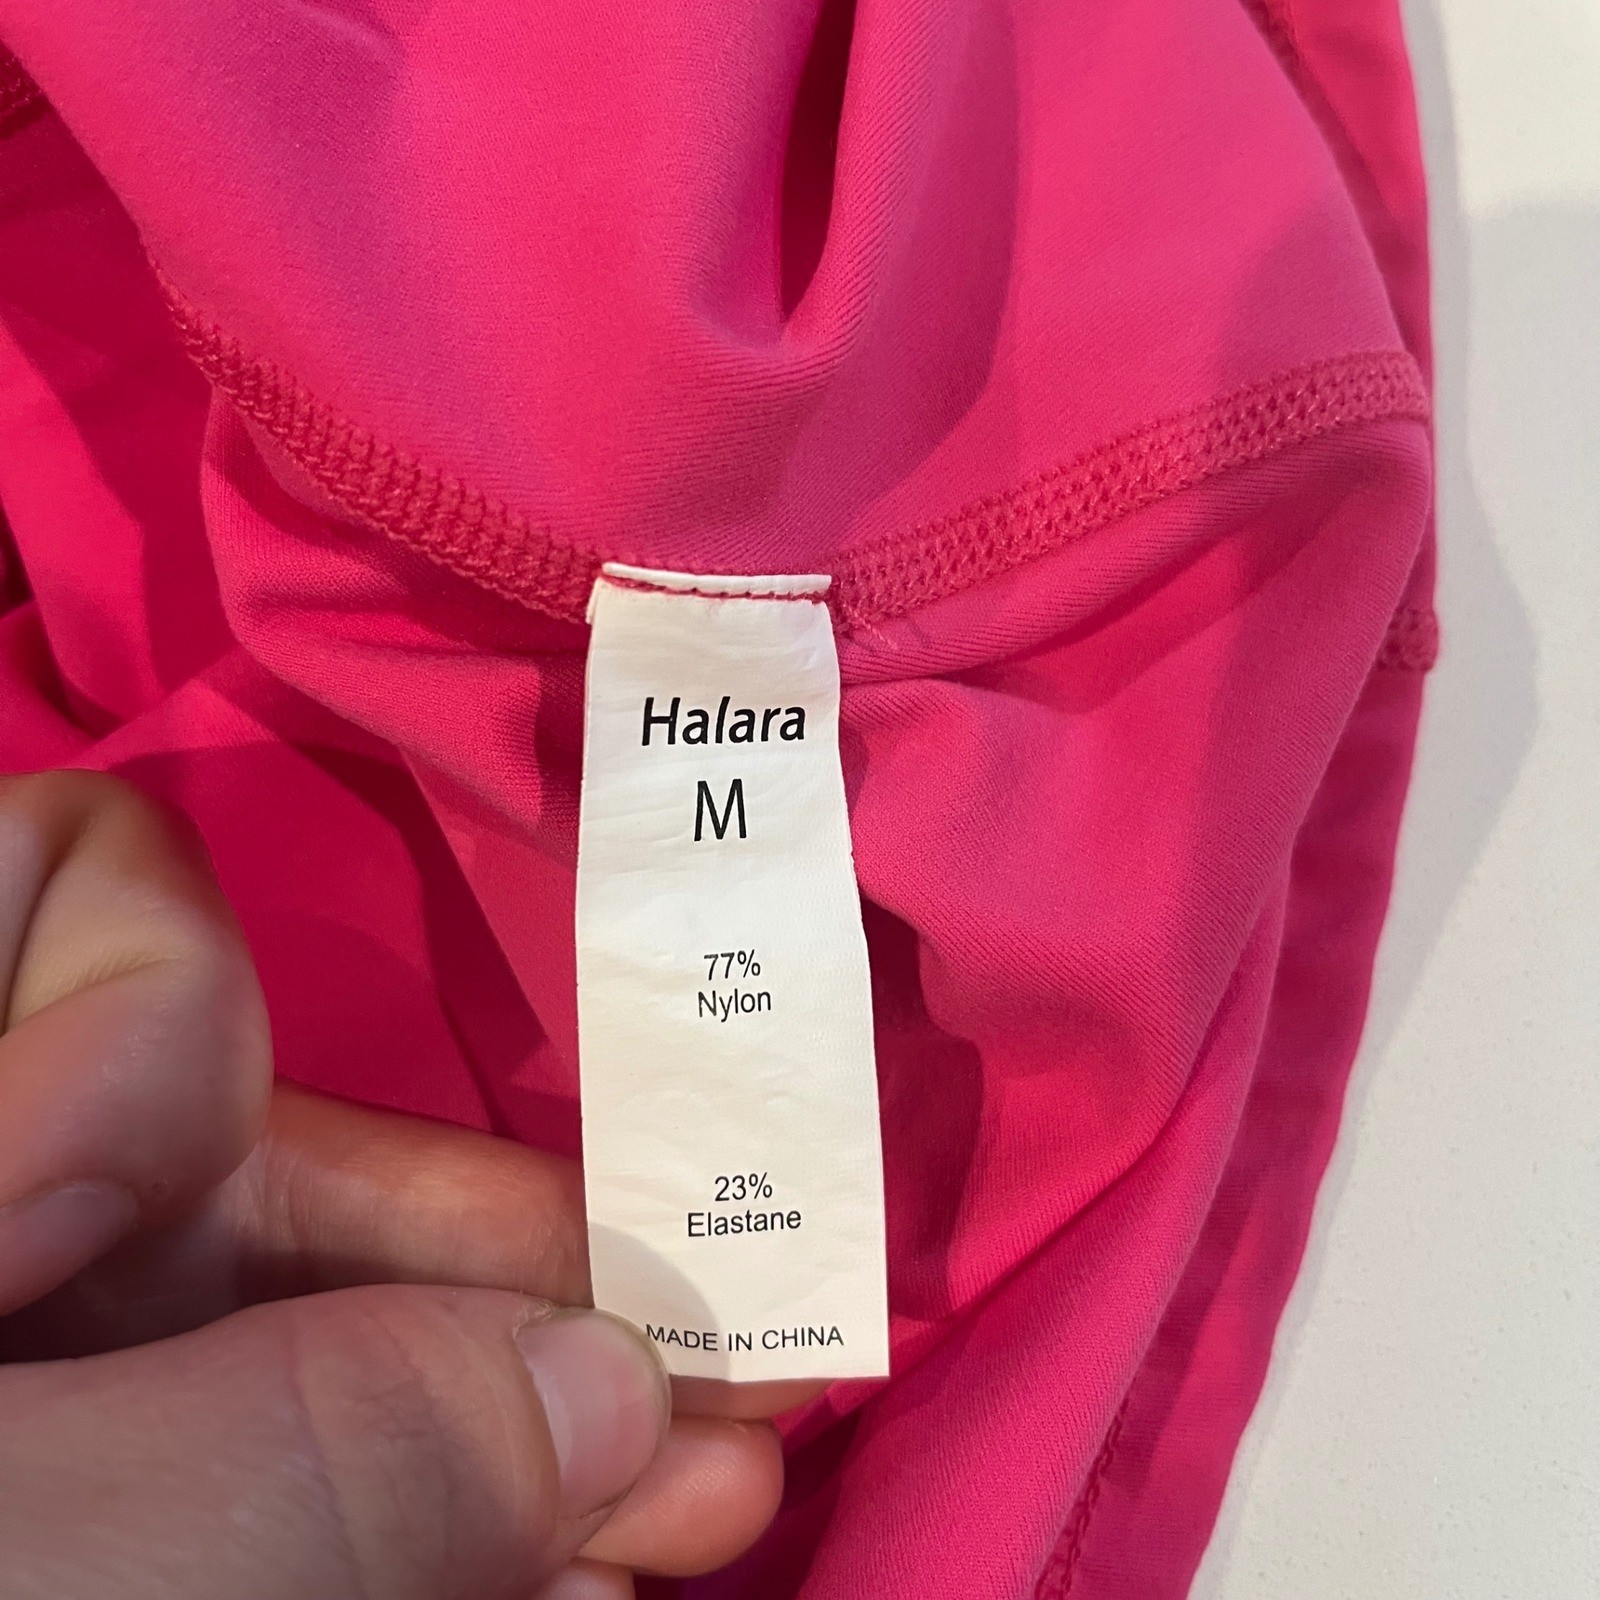 Halara
M
77%
Nylon
23%
Elastane
MADE IN CHINA